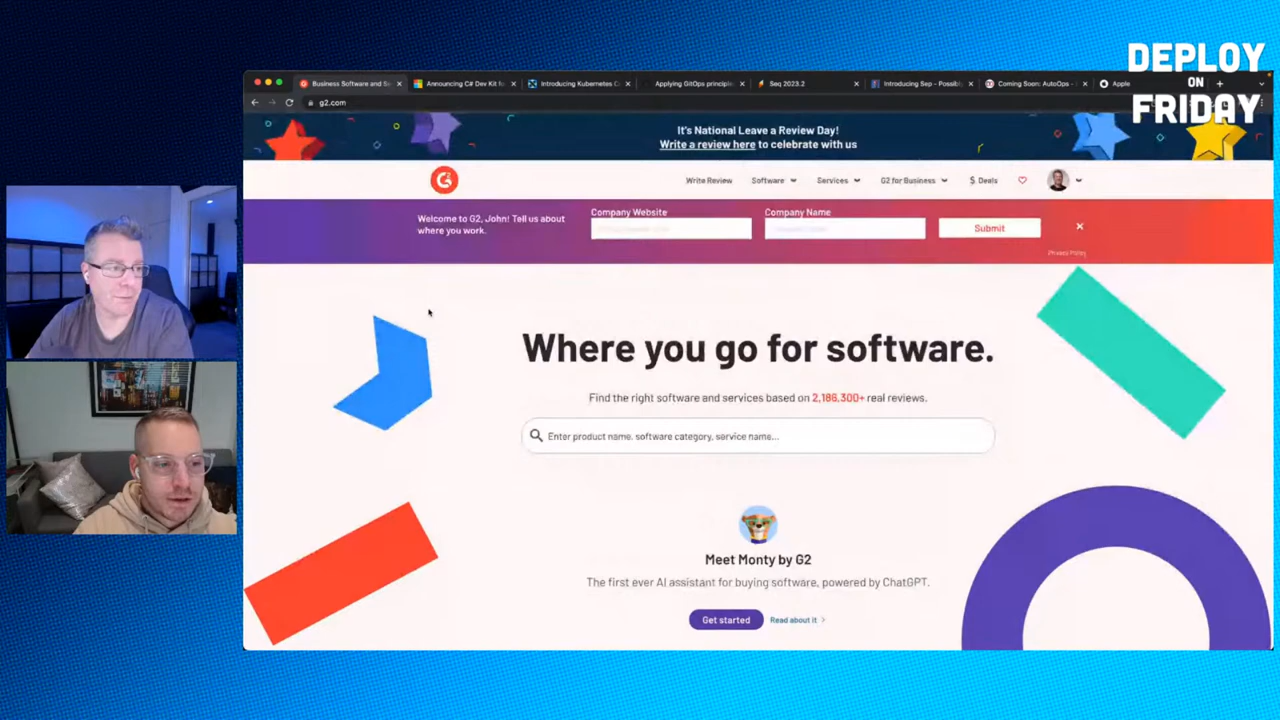 DEPLOY
ON
FRIDAY
Business Software and Se
Announcing C# Dev Kit for
Introducing Kubernetes C
Applying GitOps principle
Seq 2023.2
Introducing Sep - Possibl
Coming Soon: AutoOps -
Apple
g2.com
It's National Leave a Review Day!
Write a review here to celebrate with us
Write Review
Software
Services
G2 for Business
$ Deals
Welcome to G2, John! Tell us about
where you work.
Company Website
Company Name
Submit
Privacy Policy
Where you go for software.
Find the right software and services based on 2,186,300+ real reviews.
Enter product name, software category, service name...
Meet Monty by G2
The first ever AI assistant for buying software, powered by ChatGPT.
Get started
Read about it >